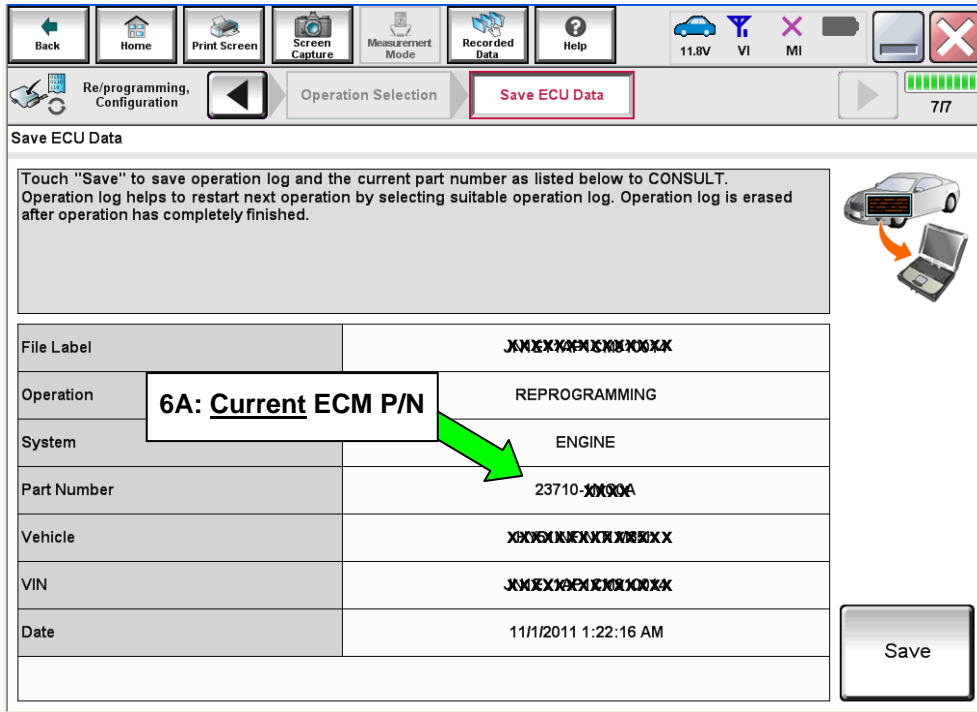 Back
Home
Print Screen
Screen Capture
Measurement Mode
Recorded Data
Help
11.8V
VI
MI
Re/programming, Configuration
Operation Selection
Save ECU Data
7/7
Save ECU Data
Touch "Save" to save operation log and the current part number as listed below to CONSULT.
Operation log helps to restart next operation by selecting suitable operation log. Operation log is erased
after operation has completely finished.
File Label
Operation
REPROGRAMMING
6A: Current ECM P/N
System
ENGINE
Part Number
23710-
Vehicle
VIN
Date
11/1/2011 1:22:16 AM
Save